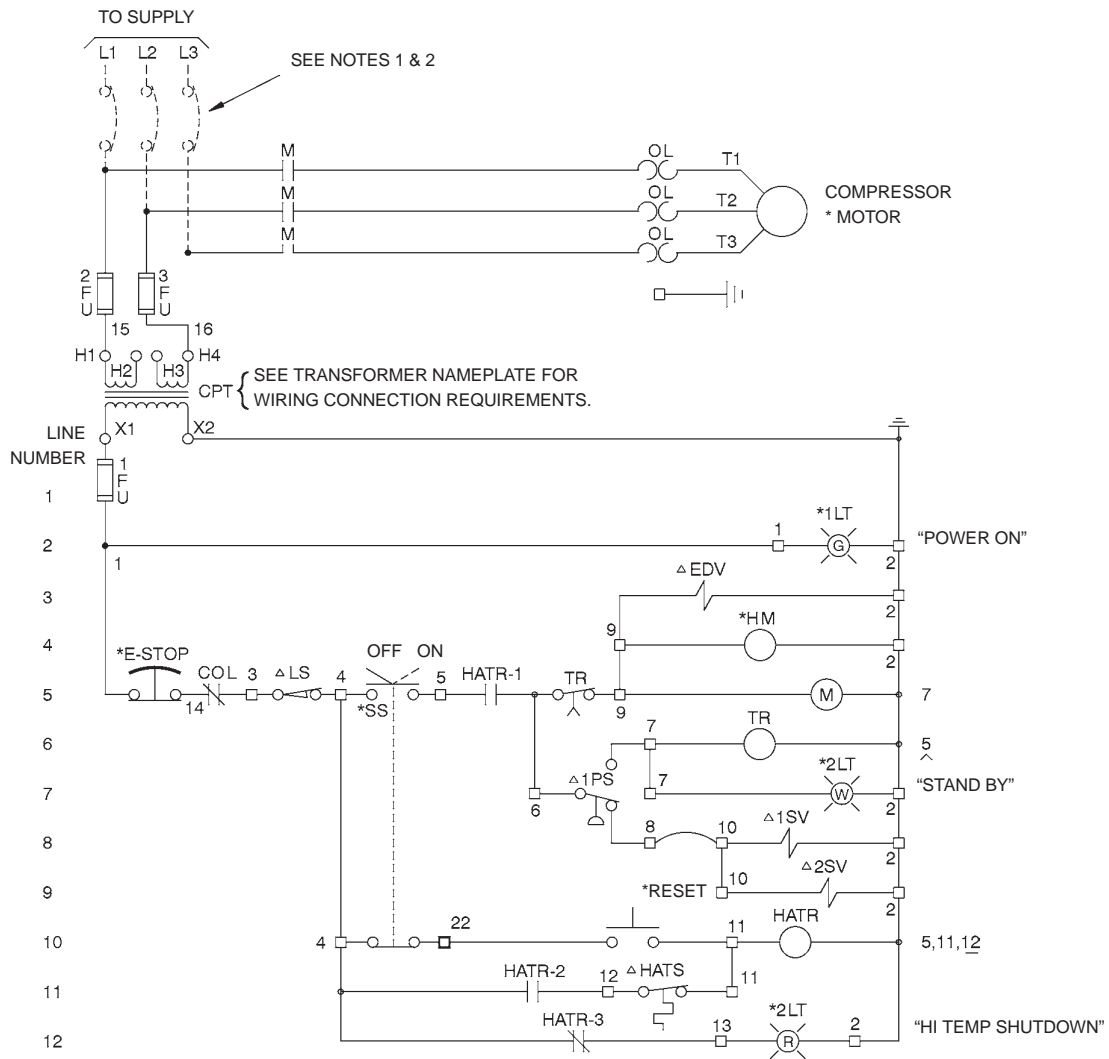 TO SUPPLY
L1 L2 L3
SEE NOTES 1 & 2
M OL T1
M OL T2
M OL T3
COMPRESSOR
* MOTOR
2 FU 3 FU
15 16
H1 H2 H3 H4
CPT { SEE TRANSFORMER NAMEPLATE FOR
WIRING CONNECTION REQUIREMENTS.
X1 X2
LINE
NUMBER
1 FU
1
*1LT
2 1 1 G 2 "POWER ON"
△ EDV
3 2
*HM
4 9 2
*E-STOP COL △ LS OFF ON HATR-1 TR
5 14 3 4 *SS 5 9 M 7
TR
6 7 5
△1PS *2LT
7 6 7 W 2 "STAND BY"
△1SV
8 8 10 2
△2SV
9 *RESET 10 2
HATR
10 4 22 11 5,11,12
HATR-2 △ HATS
11 12 11
HATR-3 *2LT
12 13 R 2 "HI TEMP SHUTDOWN"